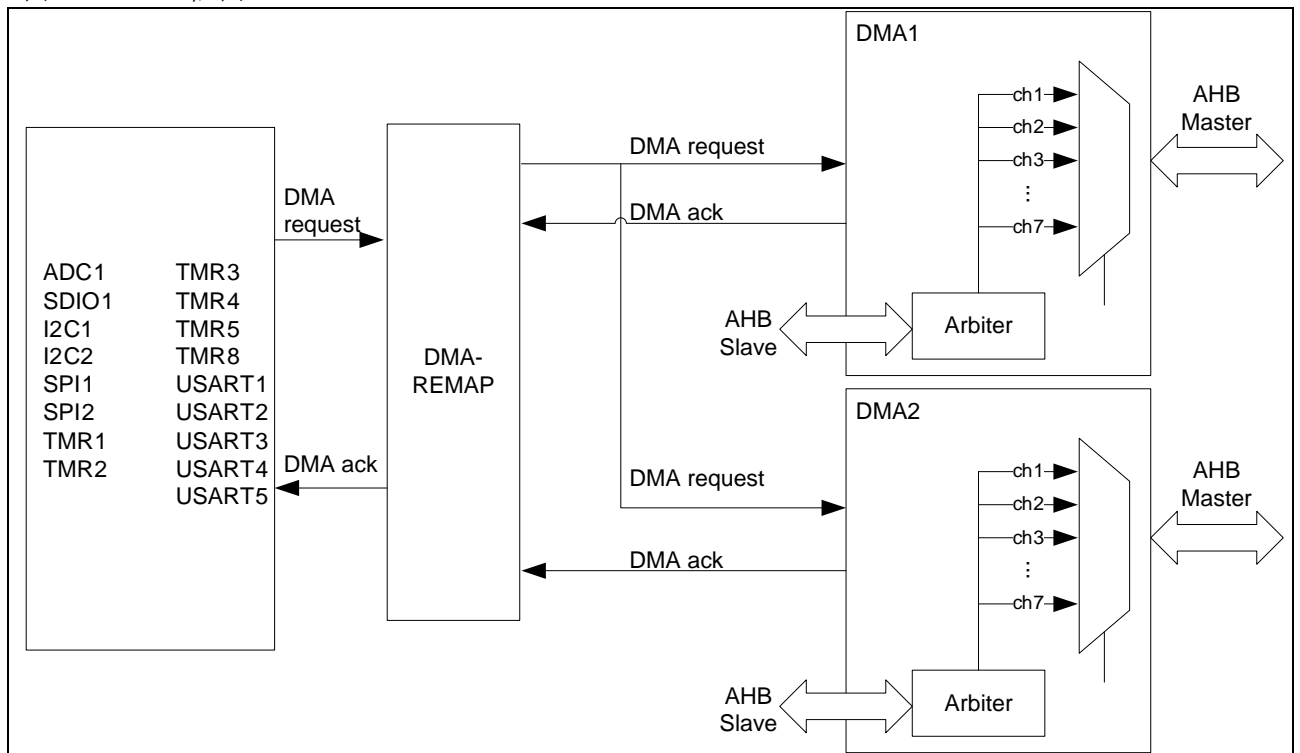 DMA1
ch1
ch2
ch3
⋮
ch7
AHB
Master
Arbiter
AHB
Slave
DMA request
DMA ack
DMA
request
ADC1 TMR3
SDIO1 TMR4
I2C1 TMR5
I2C2 TMR8
SPI1 USART1
SPI2 USART2
TMR1 USART3
TMR2 USART4
USART5
DMA ack
DMA-
REMAP
DMA2
ch1
ch2
ch3
⋮
ch7
AHB
Master
Arbiter
AHB
Slave
DMA request
DMA ack